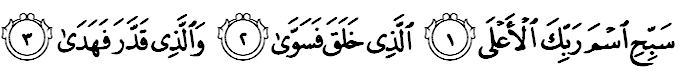 سَبِّحِ ٱسْمَ رَبِّكَ ٱلْأَعْلَى ١ ٱلَّذِى خَلَقَ فَسَوَّىٰ ٢ وَٱلَّذِى قَدَّرَ فَهَدَىٰ ٣